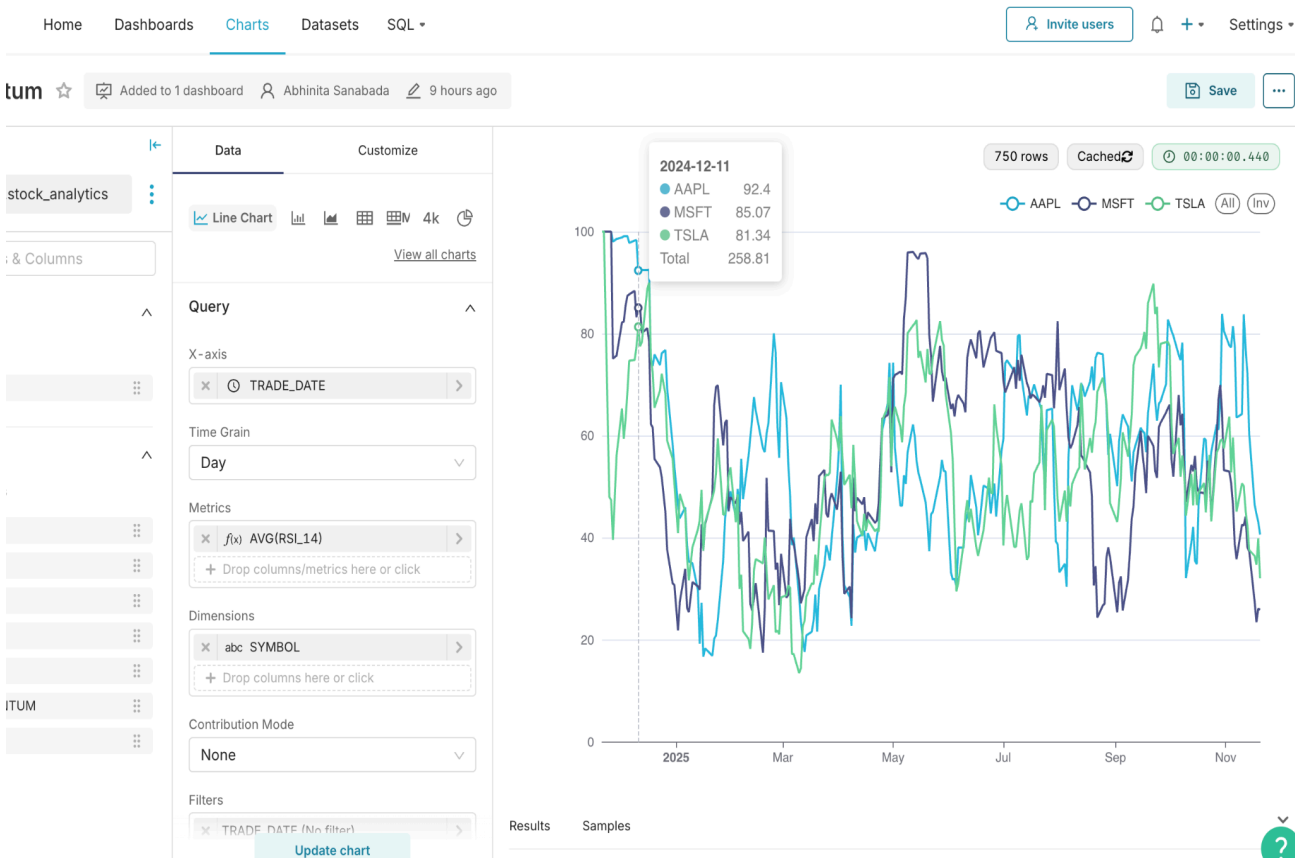 Home Dashboards Charts Datasets SQL Invite users Settings
tum Added to 1 dashboard Abhinita Sanabada 9 hours ago Save ...
stock_analytics
& Columns
NTUM
Data Customize
Line Chart 4k
View all charts
Query
X-axis
TRADE_DATE
Time Grain
Day
Metrics
f(x) AVG(RSI_14)
+ Drop columns/metrics here or click
Dimensions
abc SYMBOL
+ Drop columns here or click
Contribution Mode
None
Filters
TRADE_DATE (No filter)
Update chart
750 rows Cached 00:00:00.440
AAPL MSFT TSLA All Inv
2024-12-11
AAPL 92.4
MSFT 85.07
TSLA 81.34
Total 258.81
100
80
60
40
20
0
2025 Mar May Jul Sep Nov
Results Samples
?